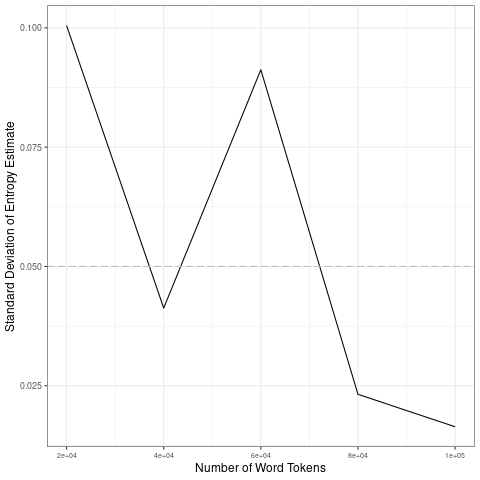 Standard Deviation of Entropy Estimate
0.100
0.075
0.050
0.025
2e+04 4e+04 6e+04 8e+04 1e+05
Number of Word Tokens